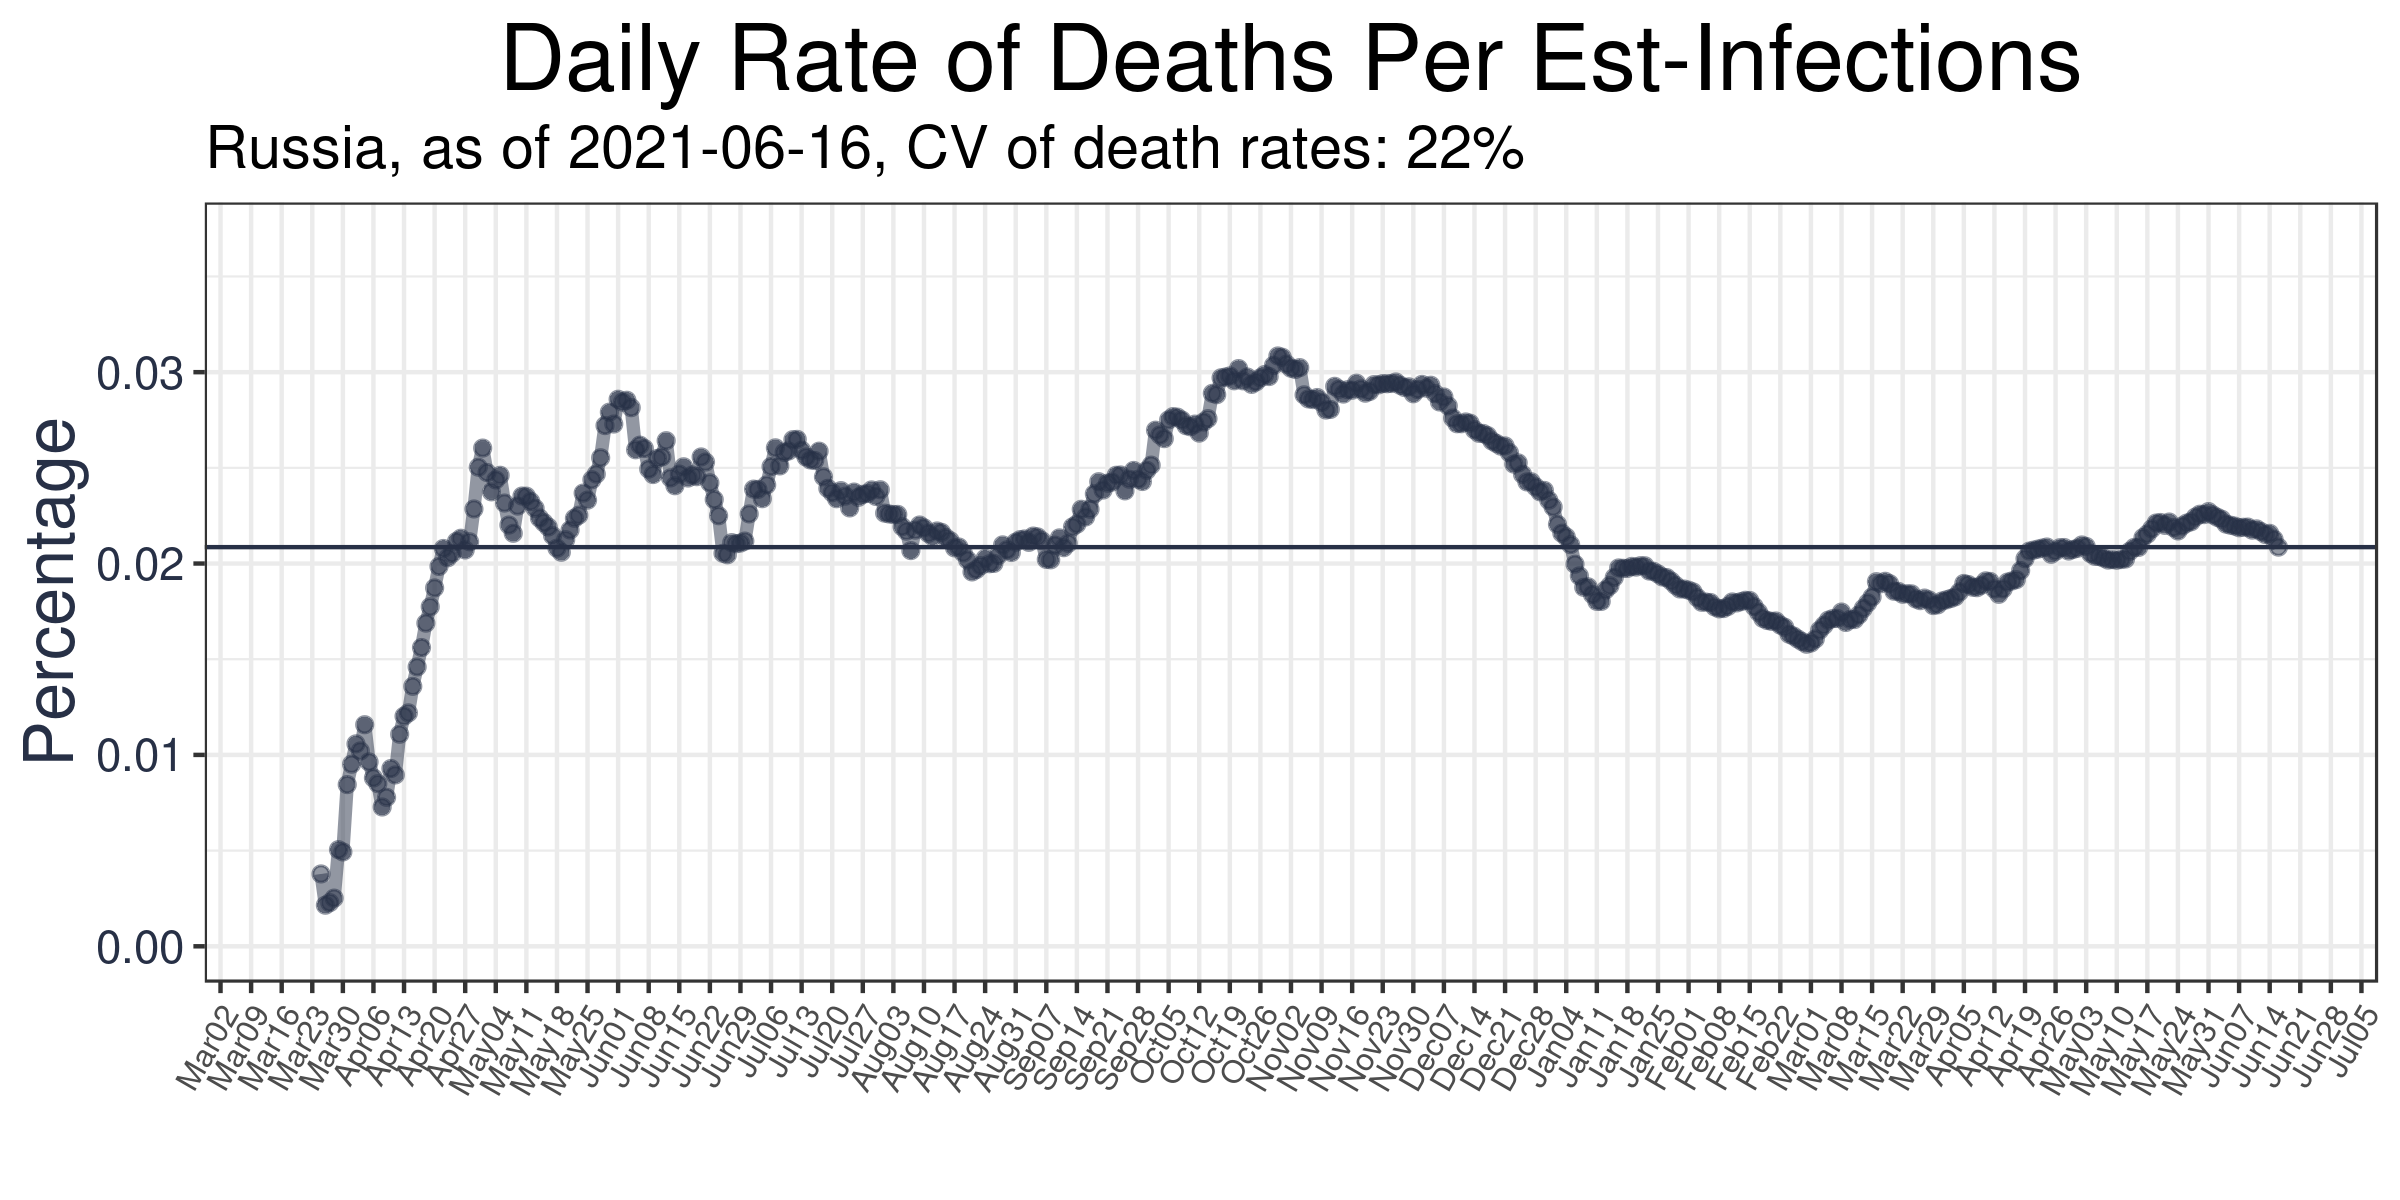 Daily Rate of Deaths Per Est-Infections
Russia, as of 2021-06-16, CV of death rates: 22%
Percentage
0.03
0.02
0.01
0.00
Mar02
Mar09
Mar16
Mar23
Mar30
Apr06
Apr13
Apr20
Apr27
May04
May11
May18
May25
Jun01
Jun08
Jun15
Jun22
Jun29
Jul06
Jul13
Jul20
Jul27
Aug03
Aug10
Aug17
Aug24
Aug31
Sep07
Sep14
Sep21
Sep28
Oct05
Oct12
Oct19
Oct26
Nov02
Nov09
Nov16
Nov23
Nov30
Dec07
Dec14
Dec21
Dec28
Jan04
Jan11
Jan18
Jan25
Feb01
Feb08
Feb15
Feb22
Mar01
Mar08
Mar15
Mar22
Mar29
Apr05
Apr12
Apr19
Apr26
May03
May10
May17
May24
May31
Jun07
Jun14
Jun21
Jun28
Jul05